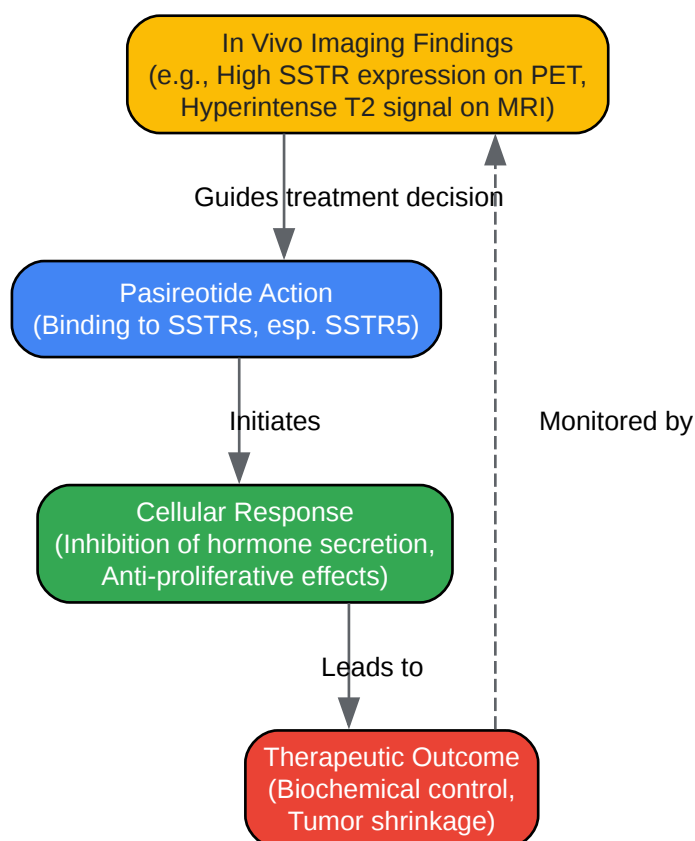 In Vivo Imaging Findings
(e.g., High SSTR expression on PET,
Hyperintense T2 signal on MRI)
Guides treatment decision
Pasireotide Action
(Binding to SSTRs, esp. SSTR5)
Initiates
Monitored by
Cellular Response
(Inhibition of hormone secretion,
Anti-proliferative effects)
Leads to
Therapeutic Outcome
(Biochemical control,
Tumor shrinkage)